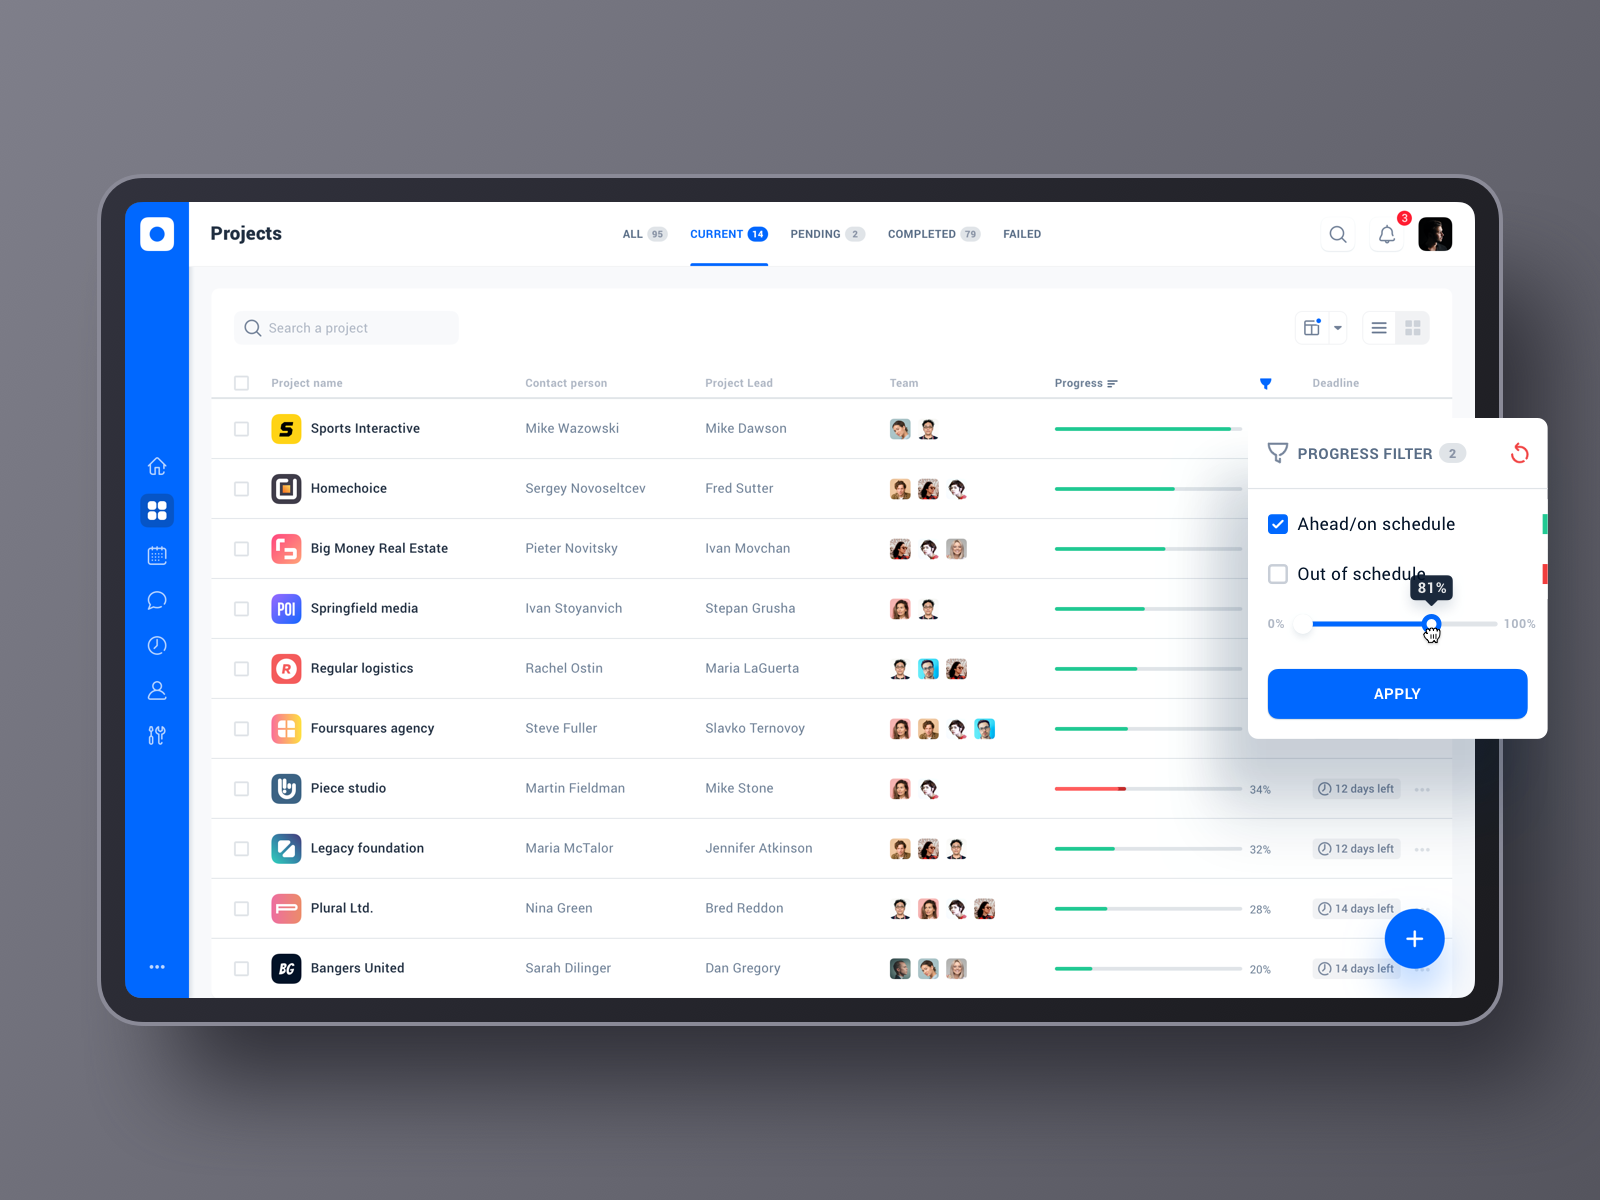 Projects
ALL 95 CURRENT 14 PENDING 2 COMPLETED 79 FAILED
3
Search a project
Project name Contact person Project Lead Team Progress Deadline
Sports Interactive Mike Wazowski Mike Dawson
Homechoice Sergey Novoseltcev Fred Sutter
Big Money Real Estate Pieter Novitsky Ivan Movchan
POI Springfield media Ivan Stoyanvich Stepan Grusha
R Regular logistics Rachel Ostin Maria LaGuerta
Foursquares agency Steve Fuller Slavko Ternovoy
Piece studio Martin Fieldman Mike Stone 34% 12 days left
Legacy foundation Maria McTalor Jennifer Atkinson 32% 12 days left
Plural Ltd. Nina Green Bred Reddon 28% 14 days left
BG Bangers United Sarah Dilinger Dan Gregory 20% 14 days left
PROGRESS FILTER 2
Ahead/on schedule
Out of schedule
81%
0% 100%
APPLY